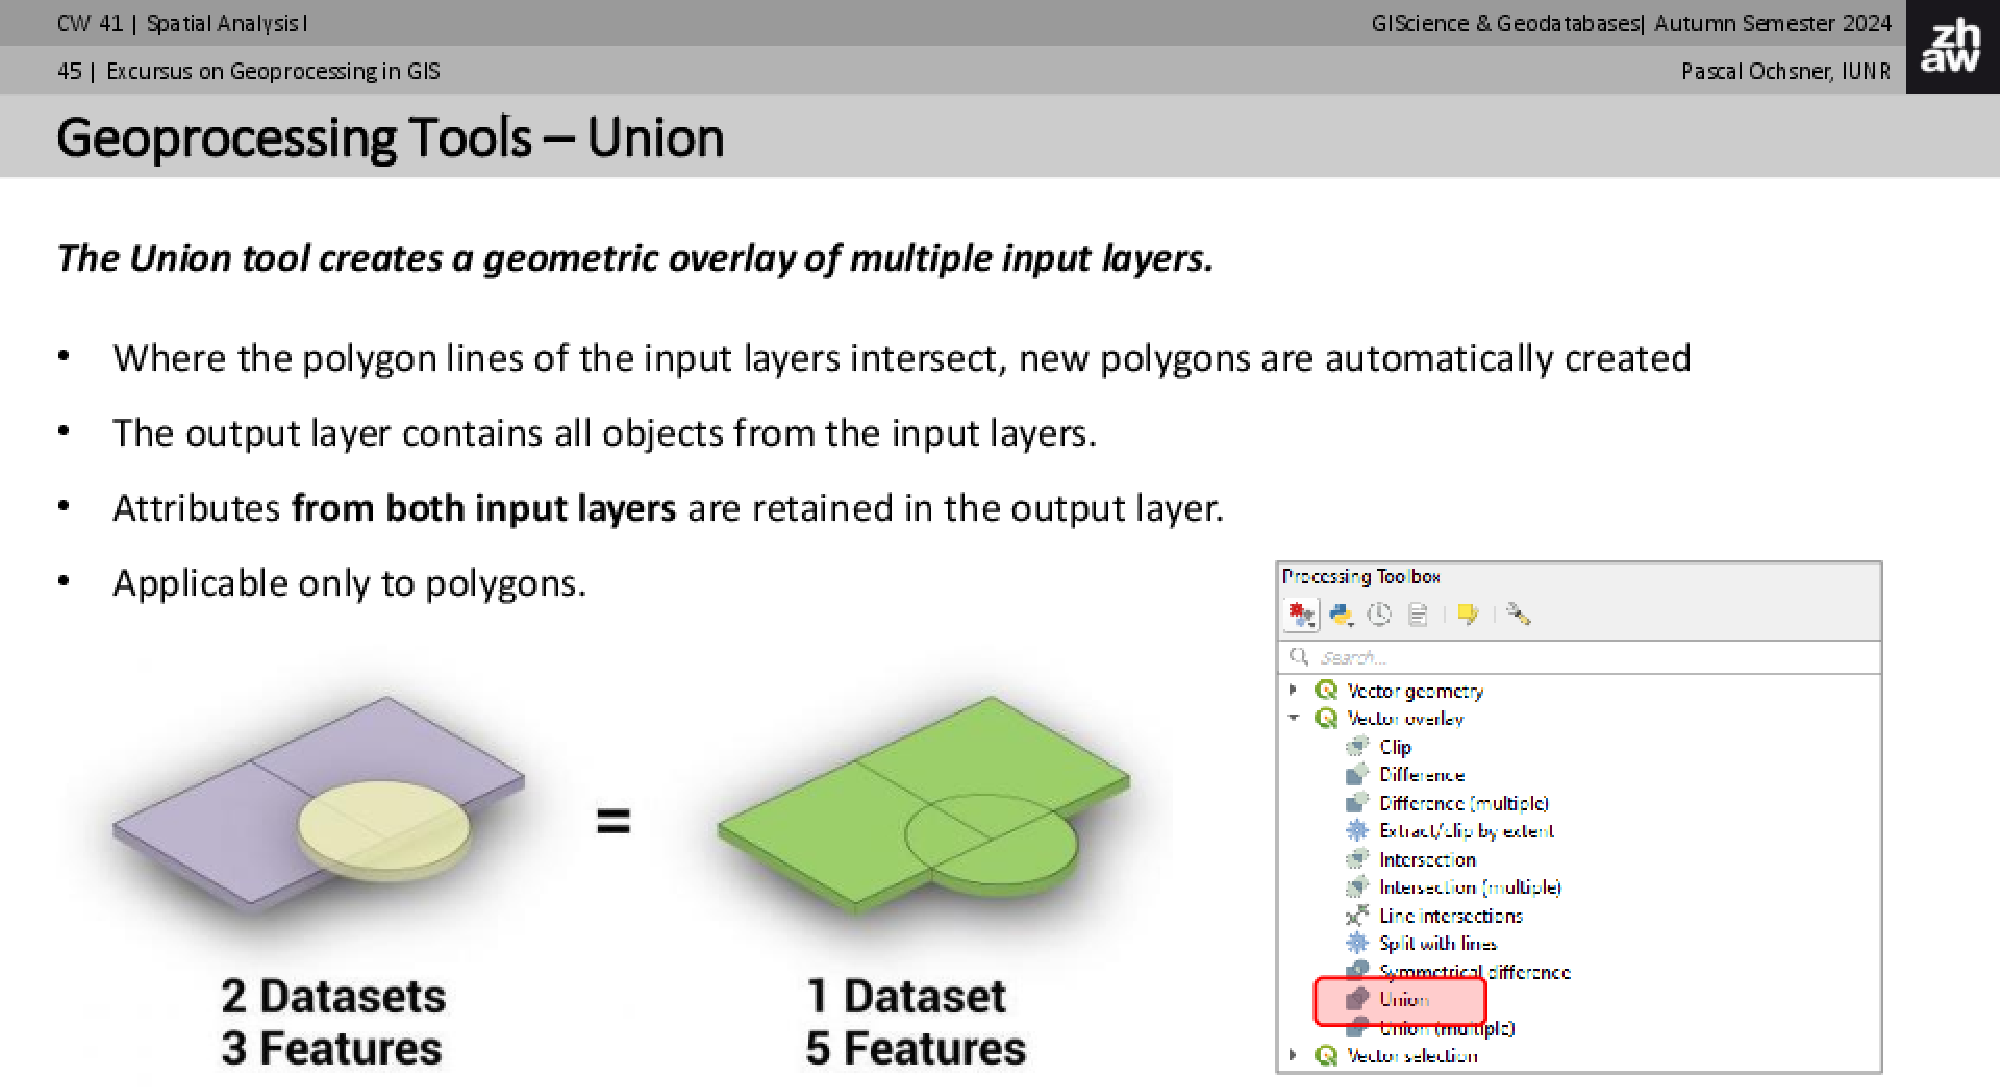 CW 41 | Spatial Analysis I
GIScience & Geodatabases| Autumn Semester 2024
45 | Excursus on Geoprocessing in GIS
Pascal Ochsner, IUNR
zh
aw
Geoprocessing Tools – Union
The Union tool creates a geometric overlay of multiple input layers.
• Where the polygon lines of the input layers intersect, new polygons are automatically created
• The output layer contains all objects from the input layers.
• Attributes from both input layers are retained in the output layer.
• Applicable only to polygons.
=
2 Datasets
3 Features
1 Dataset
5 Features
Processing Toolbox
Search...
Vector geometry
Vector overlay
Clip
Difference
Difference (multiple)
Extract/clip by extent
Intersection
Intersection (multiple)
Line intersections
Split with lines
Symmetrical difference
Union
Union (multiple)
Vector selection